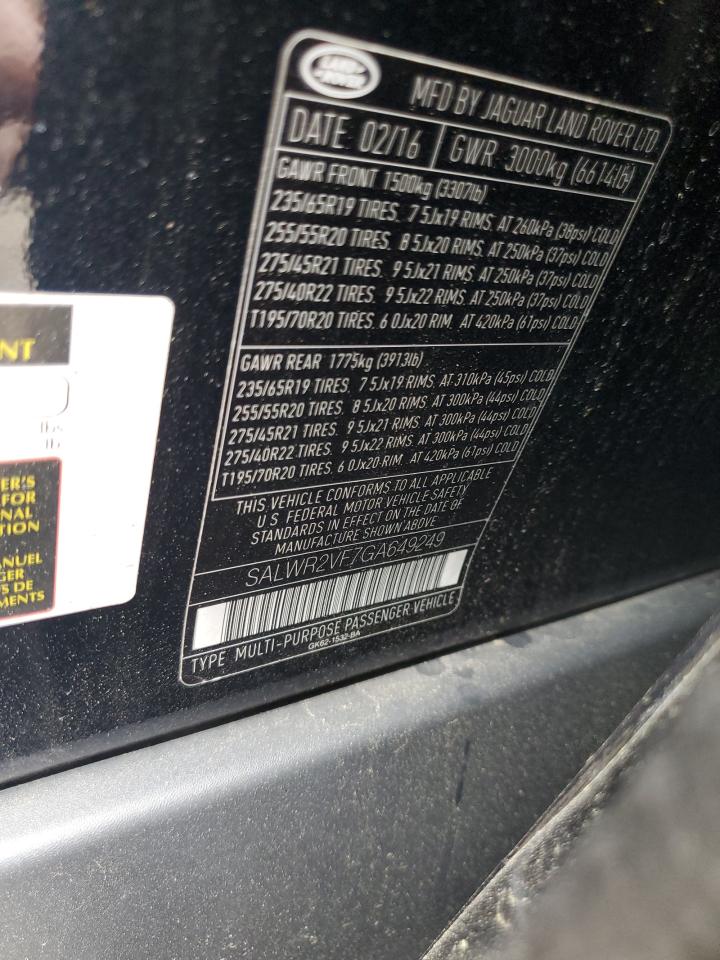 LAND ROVER
MFD BY JAGUAR LAND ROVER LTD
DATE 02/16 GWR 3000kg (6614lb)
GAWR FRONT 1500kg (3307lb)
235/65R19 TIRES, 7 5Jx19 RIMS, AT 260kPa (38psi) COLD
255/55R20 TIRES, 8 5Jx20 RIMS, AT 250kPa (37psi) COLD
275/45R21 TIRES, 9 5Jx21 RIMS, AT 250kPa (37psi) COLD
275/40R22 TIRES, 9 5Jx22 RIMS, AT 250kPa (37psi) COLD
T195/70R20 TIRES, 6 0Jx20 RIM, AT 420kPa (61psi) COLD
GAWR REAR 1775kg (3913lb)
235/65R19 TIRES, 7 5Jx19 RIMS, AT 310kPa (45psi) COLD
255/55R20 TIRES, 8 5Jx20 RIMS, AT 300kPa (44psi) COLD
275/45R21 TIRES, 9 5Jx21 RIMS, AT 300kPa (44psi) COLD
275/40R22 TIRES, 9 5Jx22 RIMS, AT 300kPa (44psi) COLD
T195/70R20 TIRES, 6 0Jx20 RIM, AT 420kPa (61psi) COLD
THIS VEHICLE CONFORMS TO ALL APPLICABLE
U S FEDERAL MOTOR VEHICLE SAFETY
STANDARDS IN EFFECT ON THE DATE OF
MANUFACTURE SHOWN ABOVE
SALWR2VF7GA649249
TYPE MULTI-PURPOSE PASSENGER VEHICLE
GK62-1532-BA
NT
lbs
lb
ER'S
FOR
NAL
TION
ANUEL
GER
S DE
MENTS